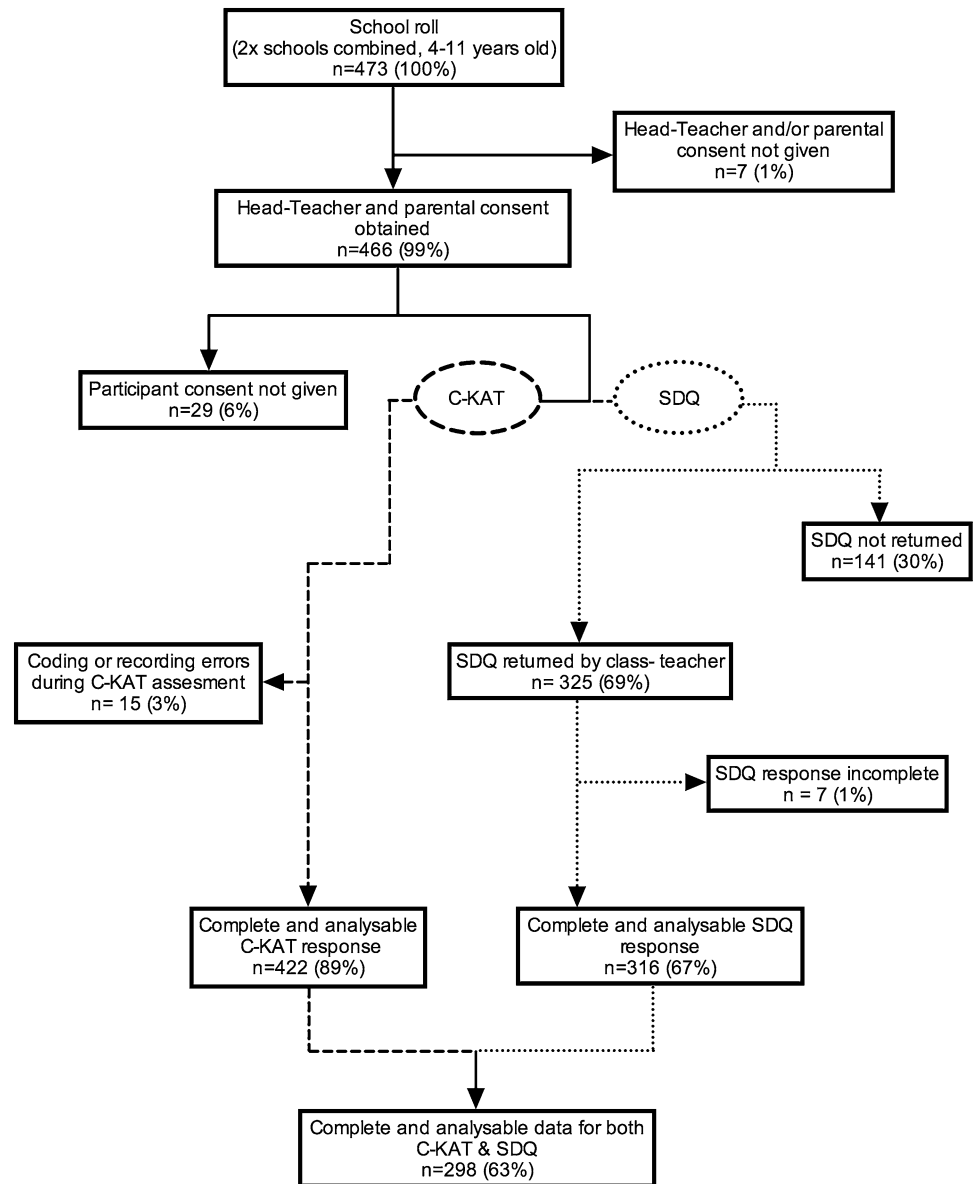 School roll
(2x schools combined, 4-11 years old)
n=473 (100%)
Head-Teacher and/or parental
consent not given
n=7 (1%)
Head-Teacher and parental consent
obtained
n=466 (99%)
Participant consent not given
n=29 (6%)
C-KAT
SDQ
SDQ not returned
n=141 (30%)
Coding or recording errors
during C-KAT assesment
n= 15 (3%)
SDQ returned by class- teacher
n= 325 (69%)
SDQ response incomplete
n = 7 (1%)
Complete and analysable
C-KAT response
n=422 (89%)
Complete and analysable SDQ
response
n=316 (67%)
Complete and analysable data for both
C-KAT & SDQ
n=298 (63%)